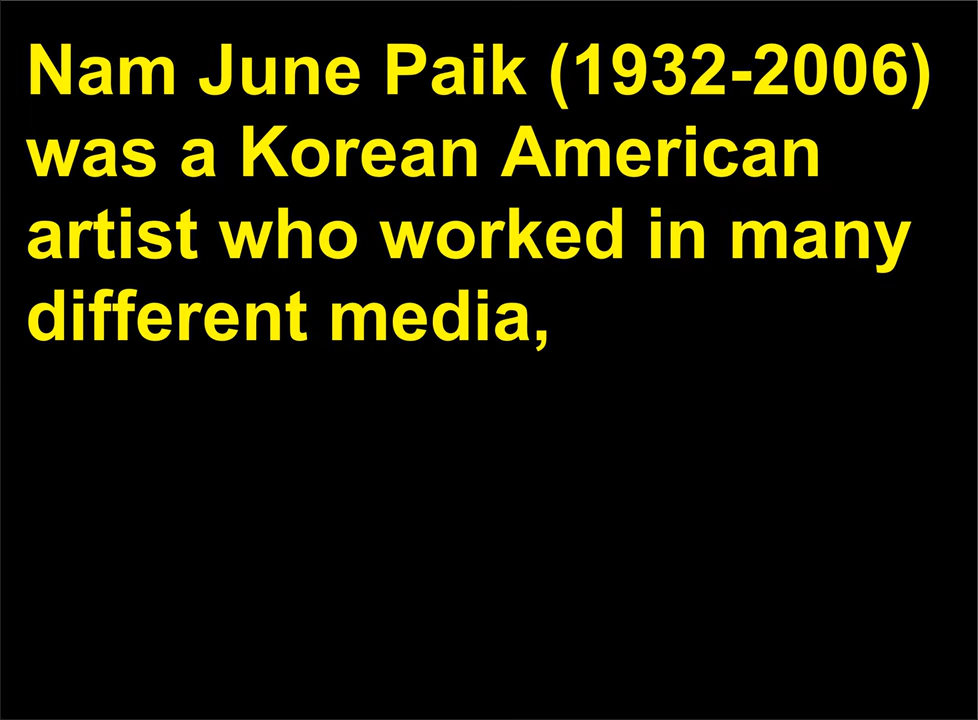 Nam June Paik (1932-2006)
was a Korean American
artist who worked in many
different media,